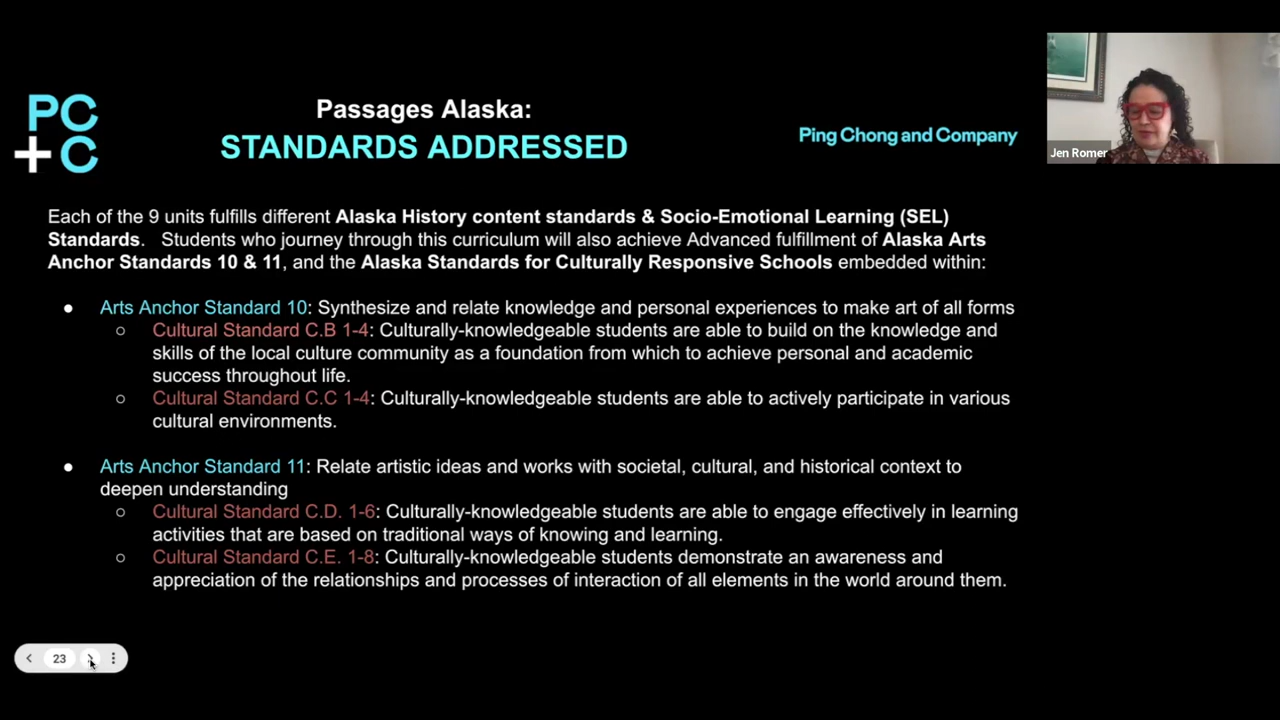 PC
+C
Passages Alaska:
STANDARDS ADDRESSED
Ping Chong and Company
Jen Romer
Each of the 9 units fulfills different Alaska History content standards & Socio-Emotional Learning (SEL)
Standards.   Students who journey through this curriculum will also achieve Advanced fulfillment of Alaska Arts
Anchor Standards 10 & 11, and the Alaska Standards for Culturally Responsive Schools embedded within:
● Arts Anchor Standard 10: Synthesize and relate knowledge and personal experiences to make art of all forms
○ Cultural Standard C.B 1-4: Culturally-knowledgeable students are able to build on the knowledge and
skills of the local culture community as a foundation from which to achieve personal and academic
success throughout life.
○ Cultural Standard C.C 1-4: Culturally-knowledgeable students are able to actively participate in various
cultural environments.
● Arts Anchor Standard 11: Relate artistic ideas and works with societal, cultural, and historical context to
deepen understanding
○ Cultural Standard C.D. 1-6: Culturally-knowledgeable students are able to engage effectively in learning
activities that are based on traditional ways of knowing and learning.
○ Cultural Standard C.E. 1-8: Culturally-knowledgeable students demonstrate an awareness and
appreciation of the relationships and processes of interaction of all elements in the world around them.
23